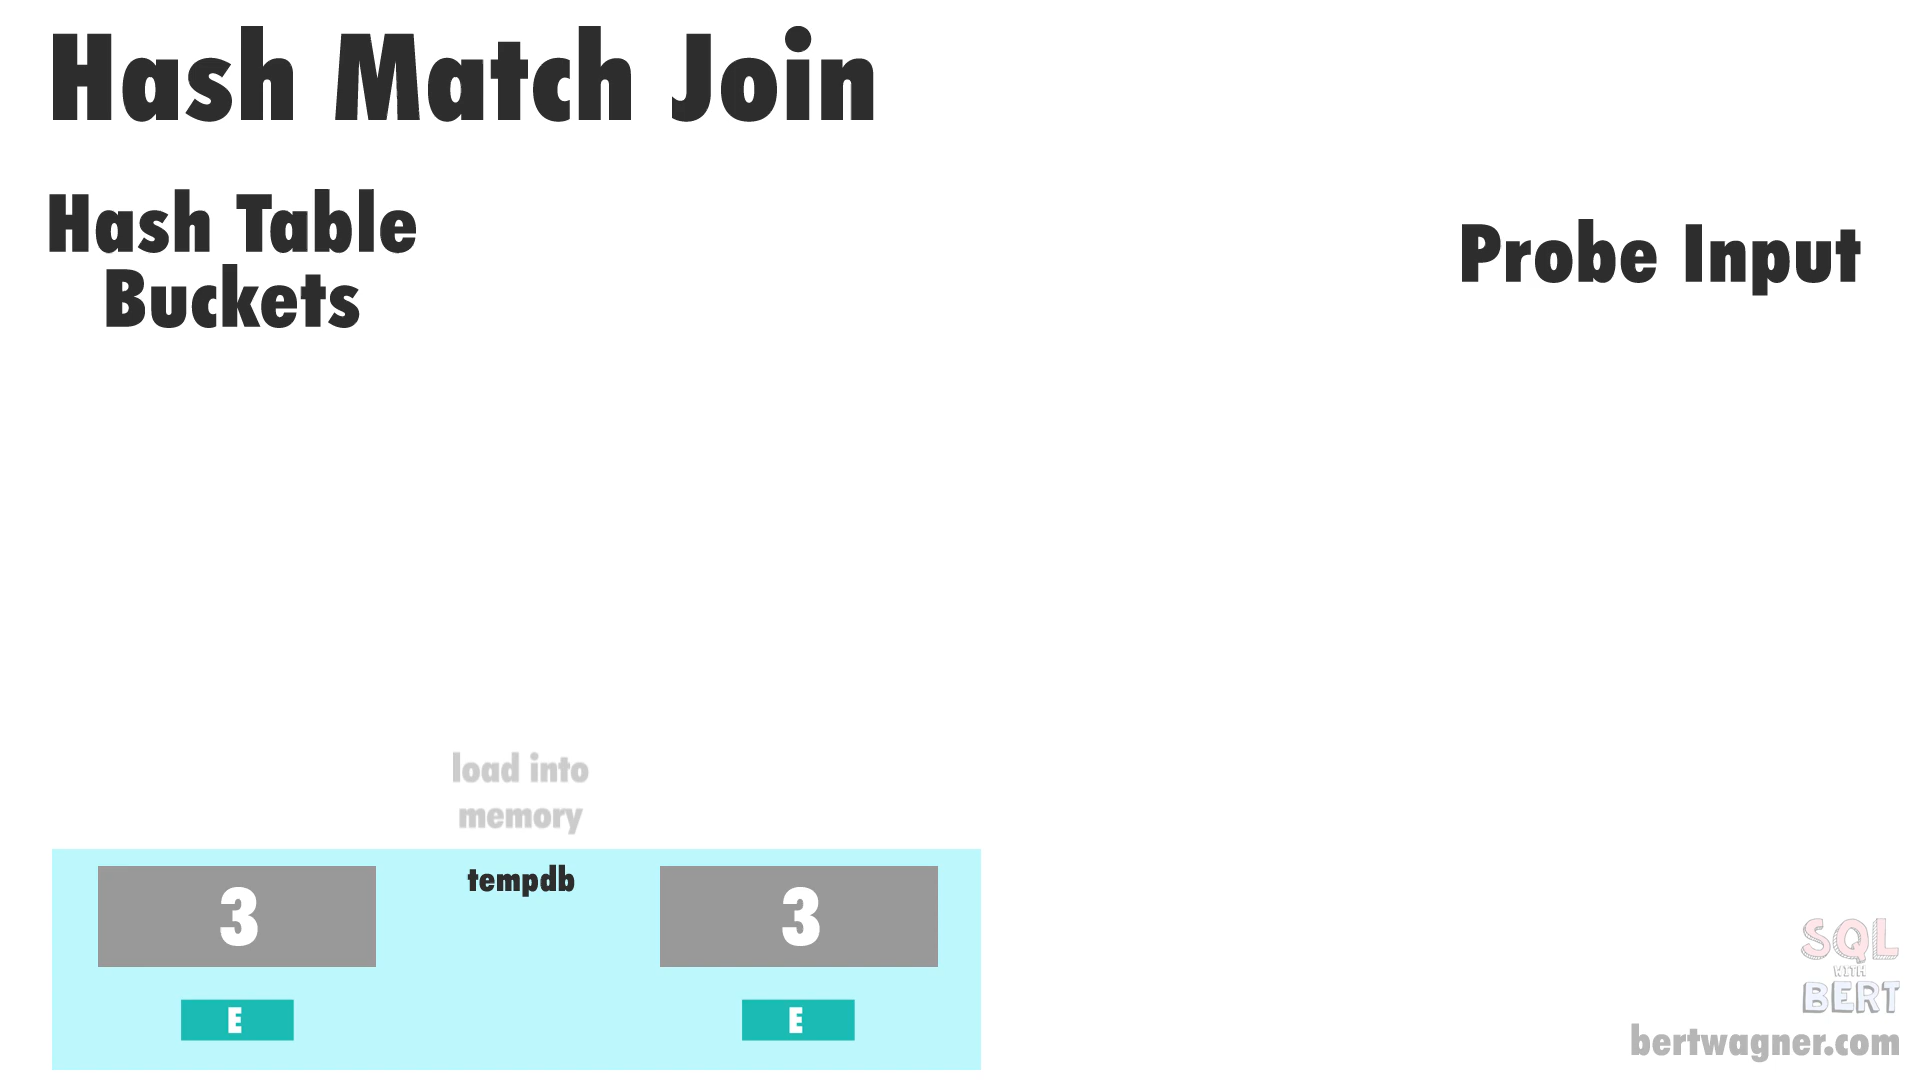 Hash Match Join
Hash Table
Buckets
Probe Input
load into
memory
tempdb
3
3
E
E
SQL
WITH
BERT
bertwagner.com